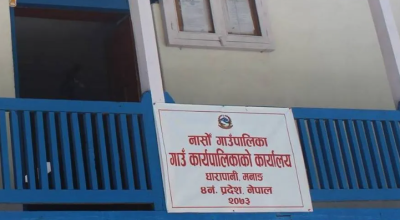 नासोँ गाउँपालिका
गाउँ कार्यपालिकाको कार्यालय
धारापानी, मनाङ
४नं. प्रदेश, नेपाल
२०७३